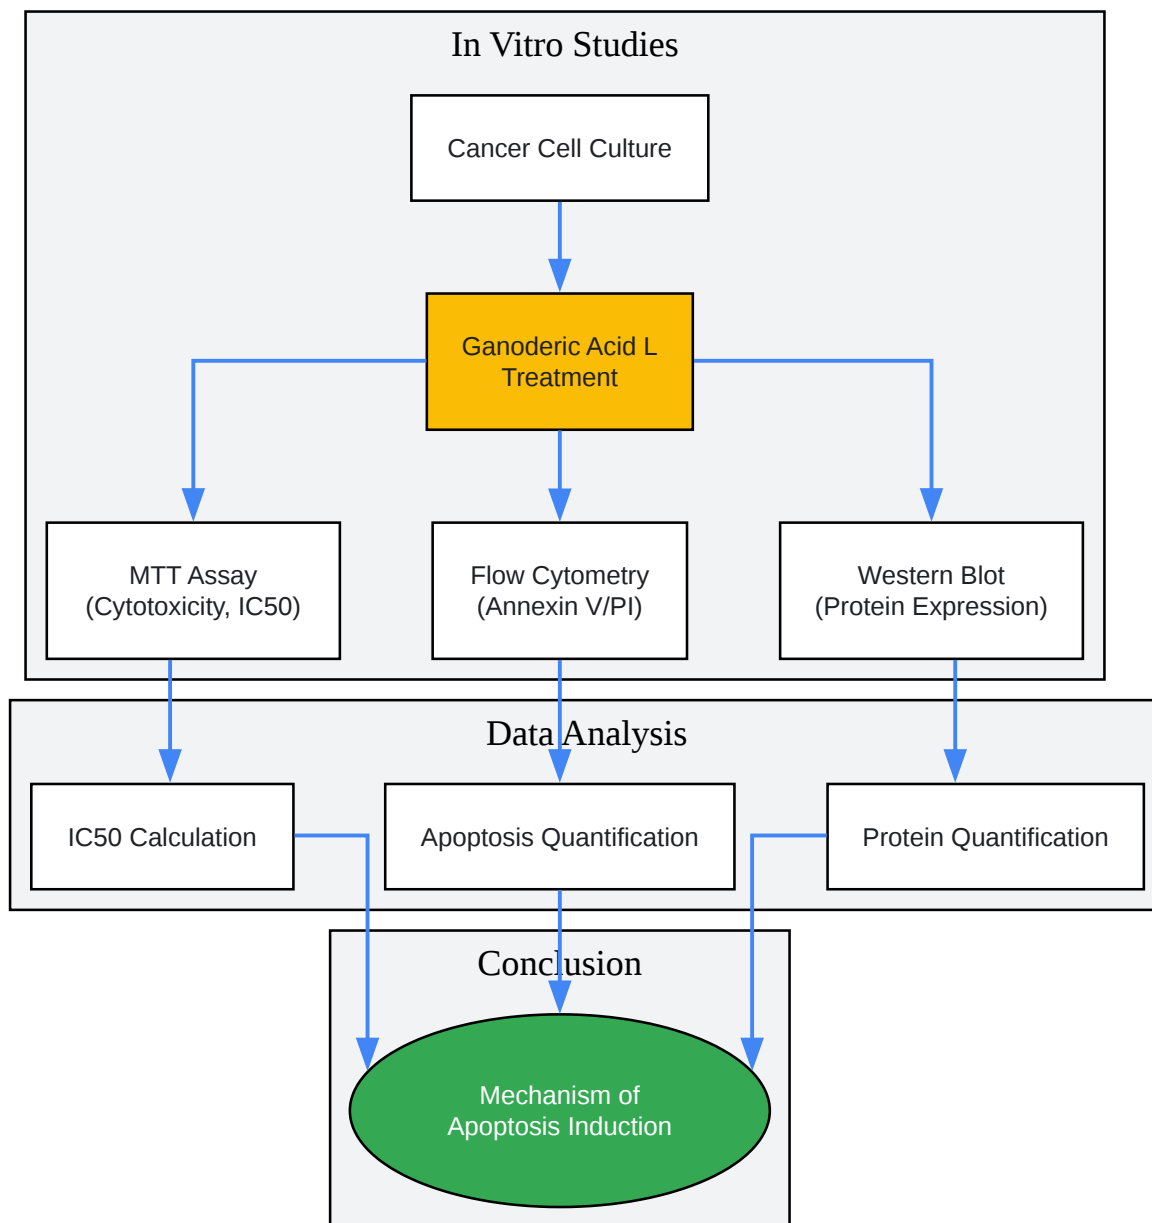 In Vitro Studies
Cancer Cell Culture
Ganoderic Acid L
Treatment
MTT Assay
(Cytotoxicity, IC50)
Flow Cytometry
(Annexin V/PI)
Western Blot
(Protein Expression)
Data Analysis
IC50 Calculation
Apoptosis Quantification
Protein Quantification
Conclusion
Mechanism of
Apoptosis Induction